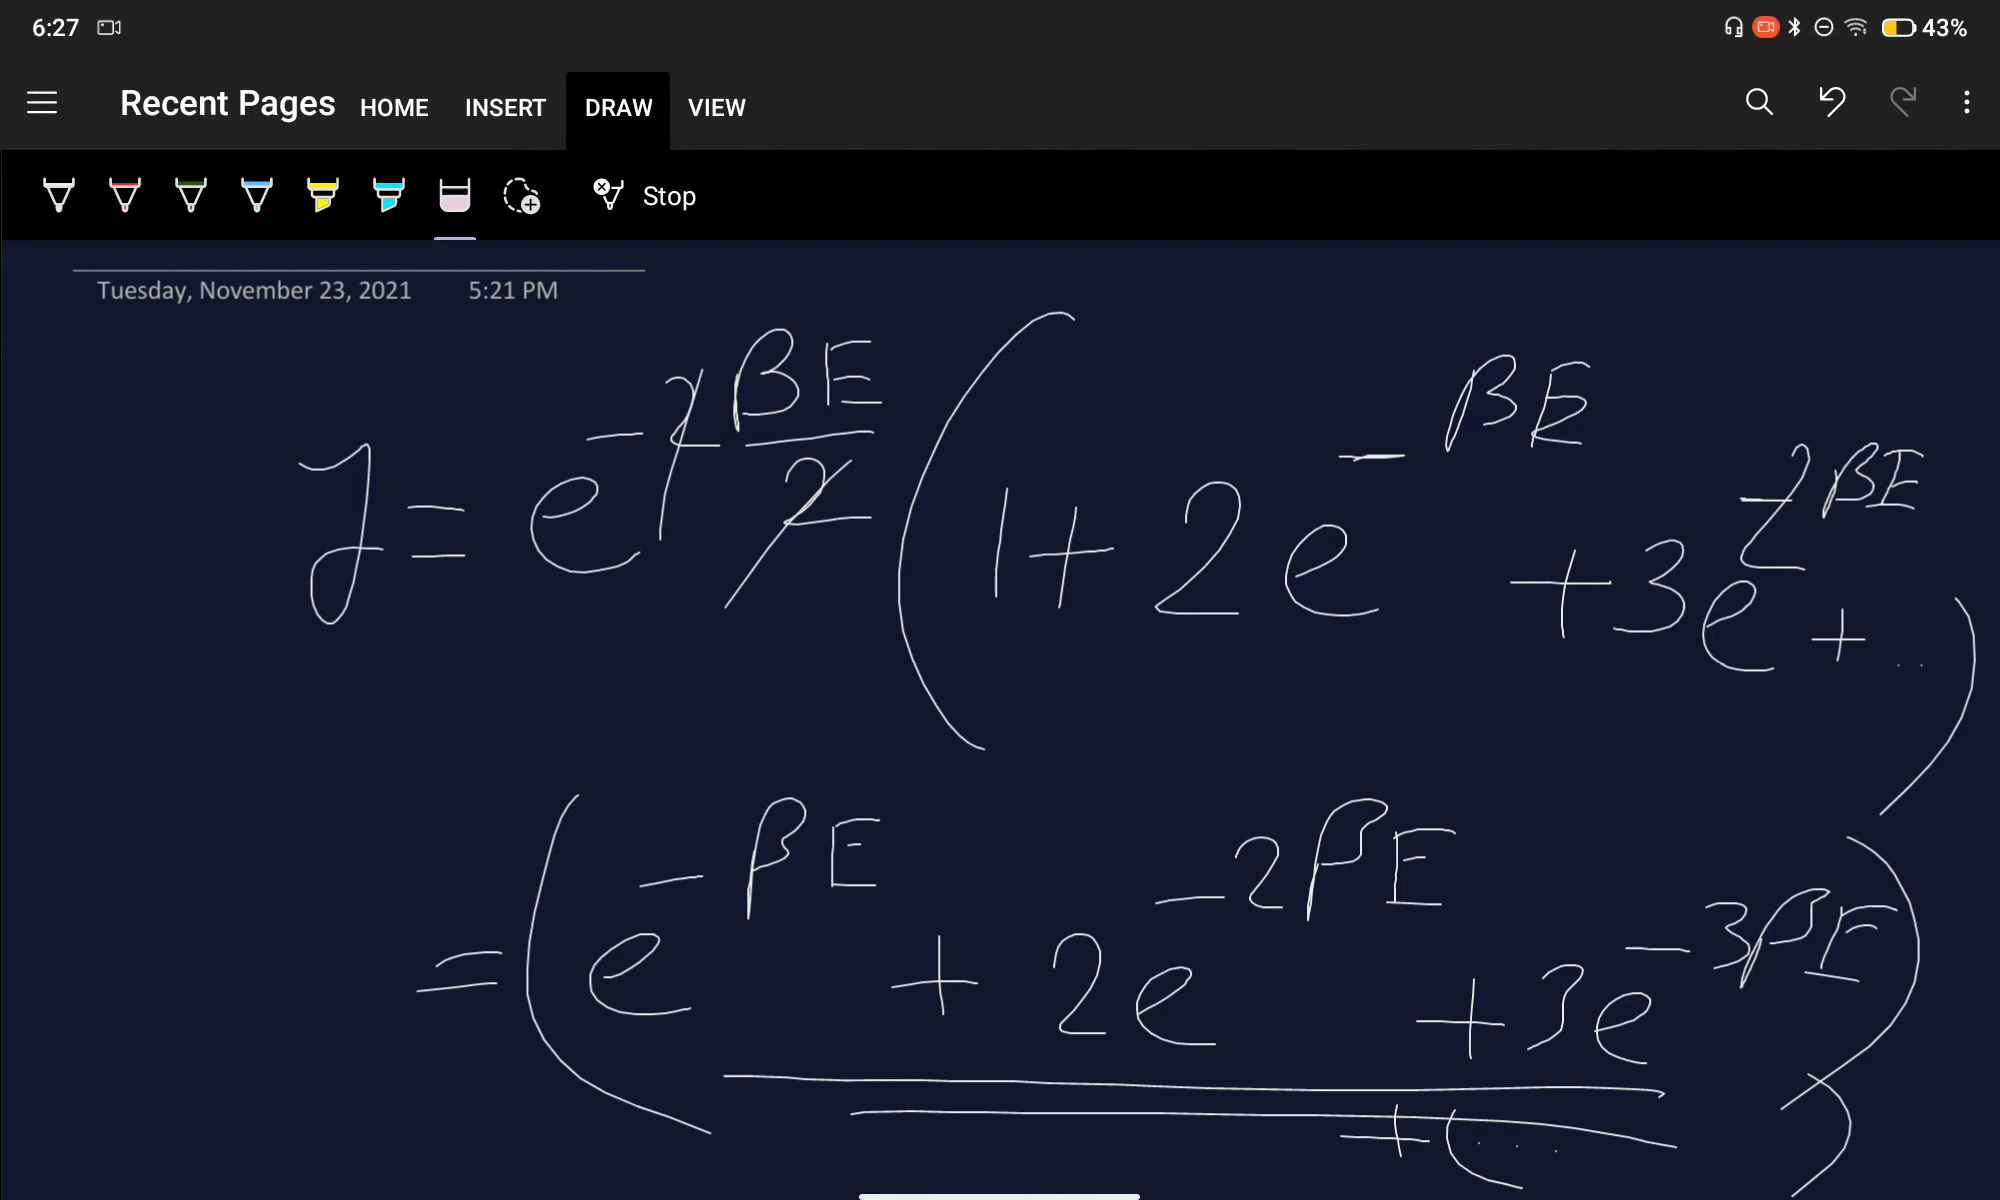 6:27 43%
Recent Pages HOME INSERT DRAW VIEW
Stop
Tuesday, November 23, 2021 5:21 PM
y = e^{-2βE/2} (1 + 2e^{-βE} + 3e^{-2βE} + ..)
= (e^{-βE} + 2e^{-2βE} + 3e^{-3βE})
+ (...)